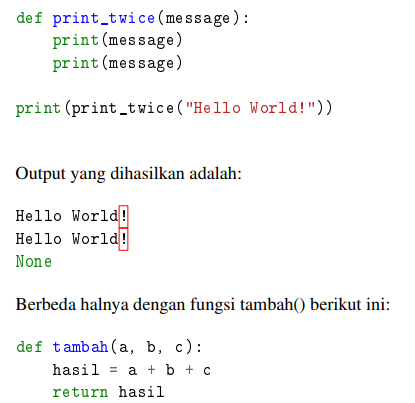 def print_twice(message):
    print(message)
    print(message)

print(print_twice("Hello World!"))

Output yang dihasilkan adalah:

Hello World!
Hello World!
None

Berbeda halnya dengan fungsi tambah() berikut ini:

def tambah(a, b, c):
    hasil = a + b + c
    return hasil